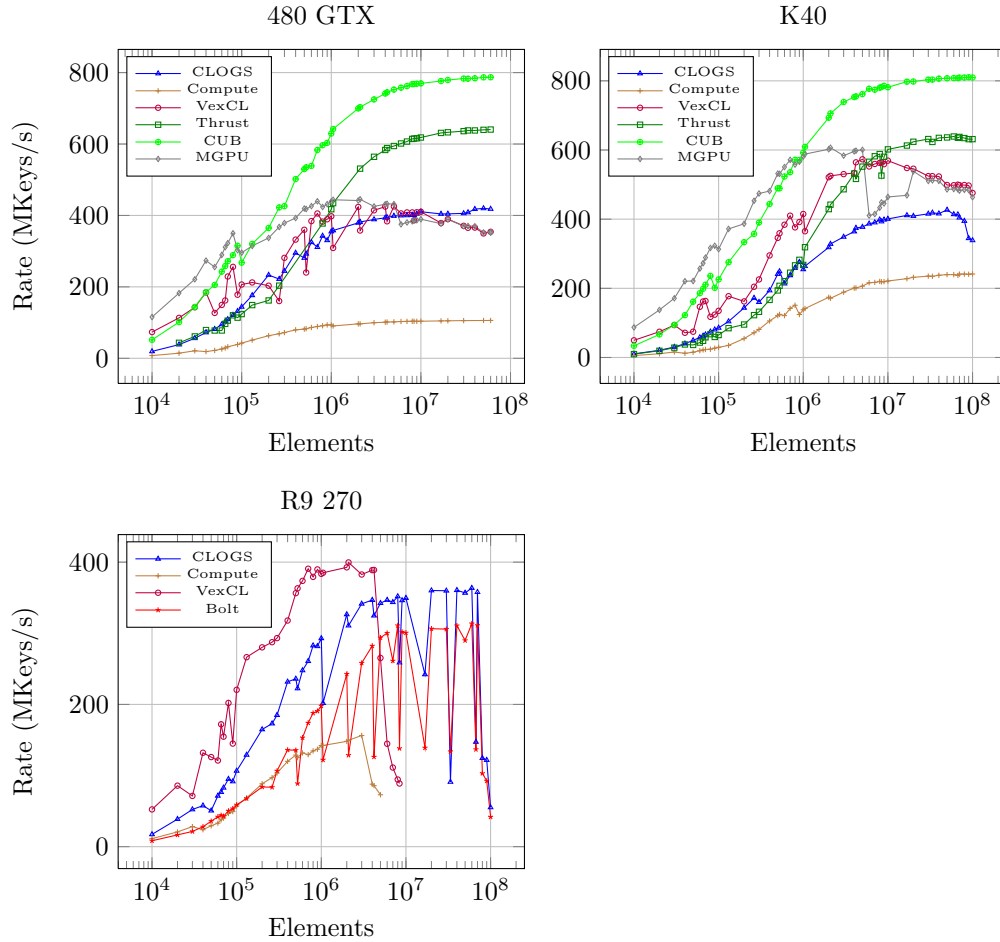 480 GTX
CLOGS
Compute
VexCL
Thrust
CUB
MGPU
800
600
400
200
0
Rate (MKeys/s)
10^4
10^5
10^6
10^7
10^8
Elements
K40
CLOGS
Compute
VexCL
Thrust
CUB
MGPU
800
600
400
200
0
10^4
10^5
10^6
10^7
10^8
Elements
R9 270
CLOGS
Compute
VexCL
Bolt
400
200
0
Rate (MKeys/s)
10^4
10^5
10^6
10^7
10^8
Elements